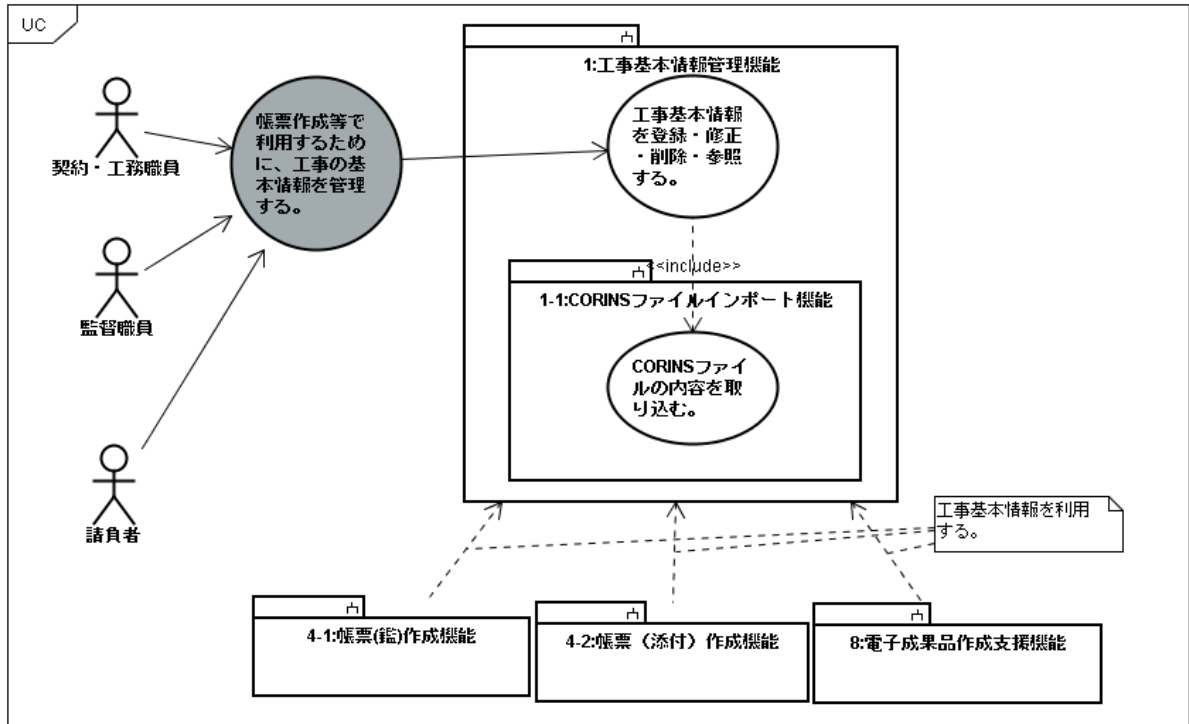 UC
1:工事基本情報管理機能
契約・工務職員
帳票作成等で
利用するため
に、工事の基
本情報を管理
する。
工事基本情報
を登録・修正
・削除・参照
する。
監督職員
<<include>>
1-1:CORINSファイルインポート機能
CORINSファイ
ルの内容を取
り込む。
請負者
工事基本情報を利用
する。
4-1:帳票(鑑)作成機能
4-2:帳票（添付）作成機能
8:電子成果品作成支援機能